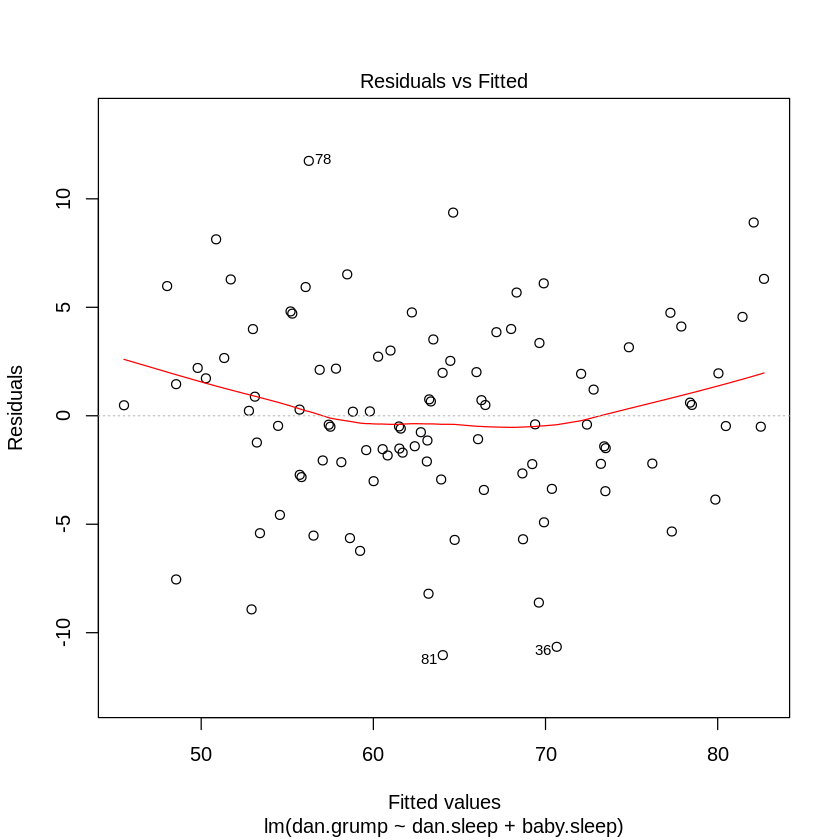 Residuals vs Fitted
Residuals
10
5
0
-5
-10
78
81
36
50 60 70 80
Fitted values
lm(dan.grump ~ dan.sleep + baby.sleep)